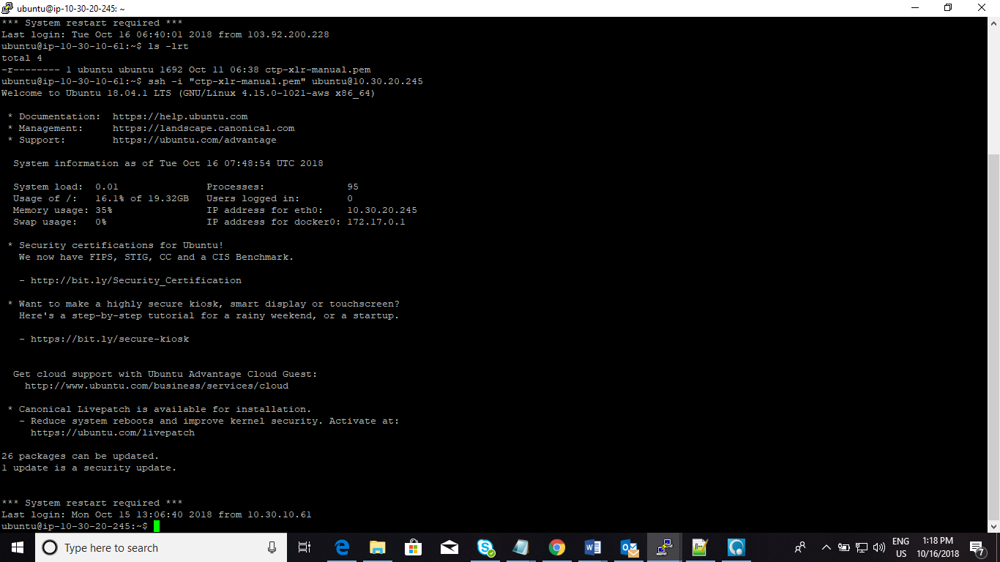 ubuntu@ip-10-30-20-245: ~
*** System restart required ***
Last login: Tue Oct 16 06:40:01 2018 from 103.92.200.228
ubuntu@ip-10-30-10-61:~$ ls -lrt
total 4
-r-------- 1 ubuntu ubuntu 1692 Oct 11 06:38 ctp-xlr-manual.pem
ubuntu@ip-10-30-10-61:~$ ssh -i "ctp-xlr-manual.pem" ubuntu@10.30.20.245
Welcome to Ubuntu 18.04.1 LTS (GNU/Linux 4.15.0-1021-aws x86_64)
* Documentation:  https://help.ubuntu.com
* Management:     https://landscape.canonical.com
* Support:        https://ubuntu.com/advantage
System information as of Tue Oct 16 07:48:54 UTC 2018
System load:  0.01               Processes:              95
Usage of /:   16.1% of 19.32GB   Users logged in:        0
Memory usage: 35%                IP address for eth0:    10.30.20.245
Swap usage:   0%                 IP address for docker0: 172.17.0.1
* Security certifications for Ubuntu!
We now have FIPS, STIG, CC and a CIS Benchmark.
- http://bit.ly/Security_Certification
* Want to make a highly secure kiosk, smart display or touchscreen?
Here's a step-by-step tutorial for a rainy weekend, or a startup.
- https://bit.ly/secure-kiosk
Get cloud support with Ubuntu Advantage Cloud Guest:
http://www.ubuntu.com/business/services/cloud
* Canonical Livepatch is available for installation.
- Reduce system reboots and improve kernel security. Activate at:
https://ubuntu.com/livepatch
26 packages can be updated.
1 update is a security update.
*** System restart required ***
Last login: Mon Oct 15 13:06:40 2018 from 10.30.10.61
ubuntu@ip-10-30-20-245:~$
Type here to search
ENG
US
1:18 PM
10/16/2018
7